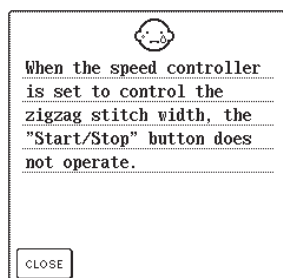 When the speed controller
is set to control the
zigzag stitch width, the
”Start/Stop” button does
not operate.
CLOSE